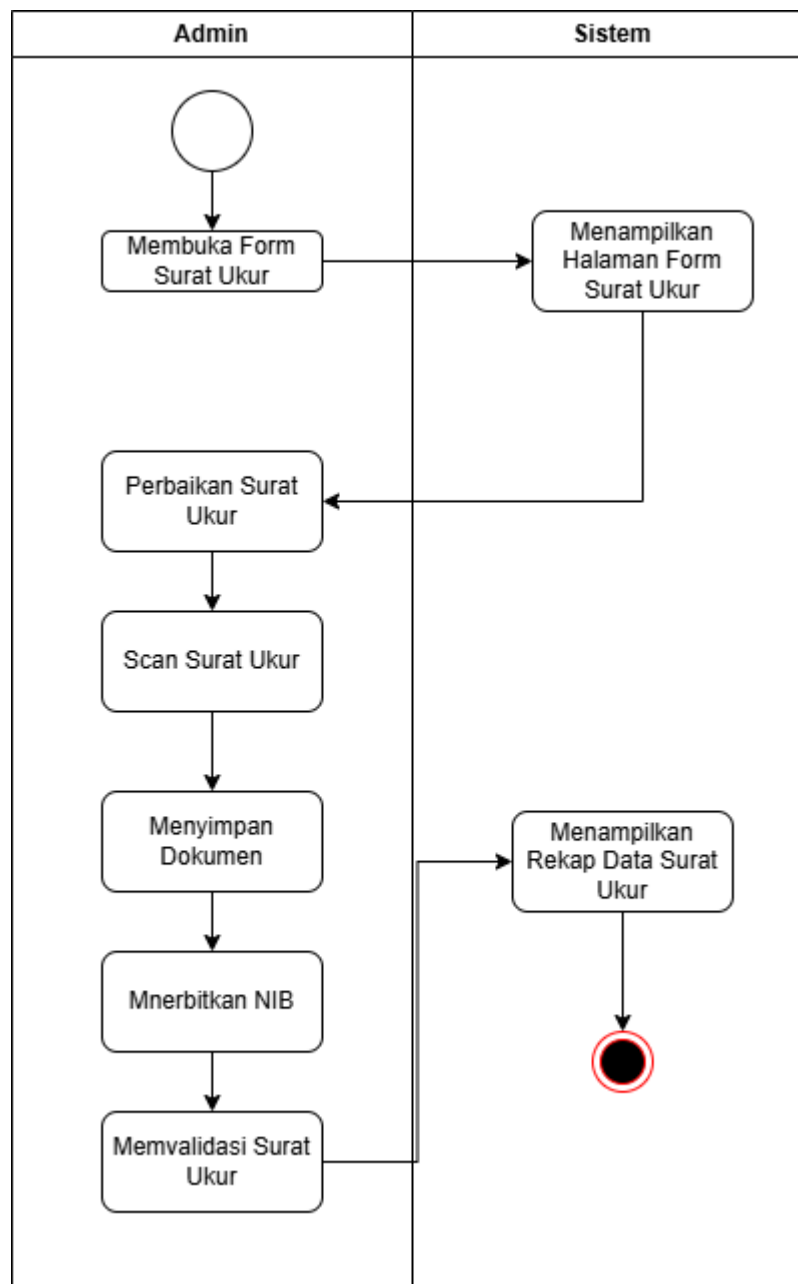 Admin
Sistem
Membuka Form
Surat Ukur
Menampilkan
Halaman Form
Surat Ukur
Perbaikan Surat
Ukur
Scan Surat Ukur
Menyimpan
Dokumen
Mnerbitkan NIB
Memvalidasi Surat
Ukur
Menampilkan
Rekap Data Surat
Ukur